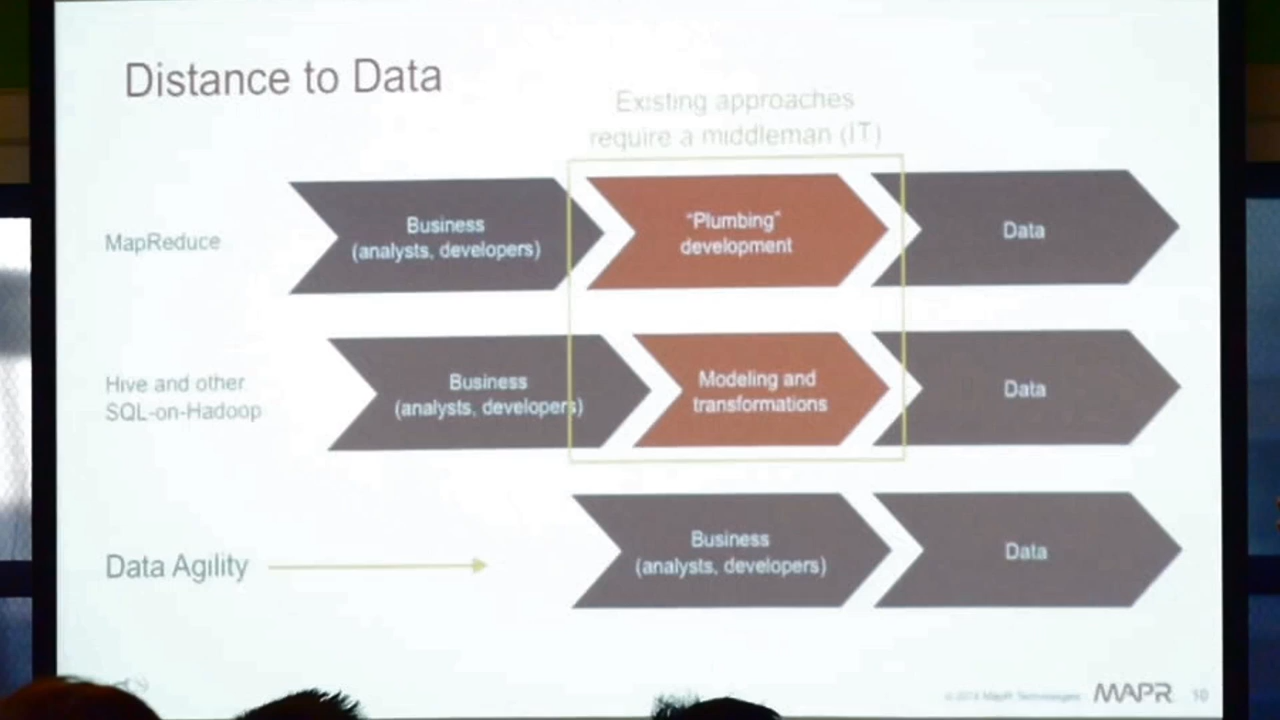 Distance to Data
Existing approaches
require a middleman (IT)
MapReduce
Business
(analysts, developers)
"Plumbing"
development
Data
Hive and other
SQL-on-Hadoop
Business
(analysts, developers)
Modeling and
transformations
Data
Data Agility
Business
(analysts, developers)
Data
MAPR
10